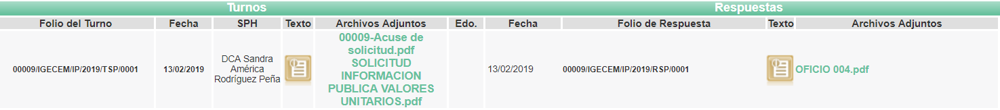 Turnos Respuestas
Folio del Turno Fecha SPH Texto Archivos Adjuntos Edo. Fecha Folio de Respuesta Texto Archivos Adjuntos
00009/IGECEM/IP/2019/TSP/0001
13/02/2019
DCA Sandra
América
Rodríguez Peña
00009-Acuse de
solicitud.pdf
SOLICITUD
INFORMACION
PUBLICA VALORES
UNITARIOS.pdf
13/02/2019
00009/IGECEM/IP/2019/RSP/0001
OFICIO 004.pdf